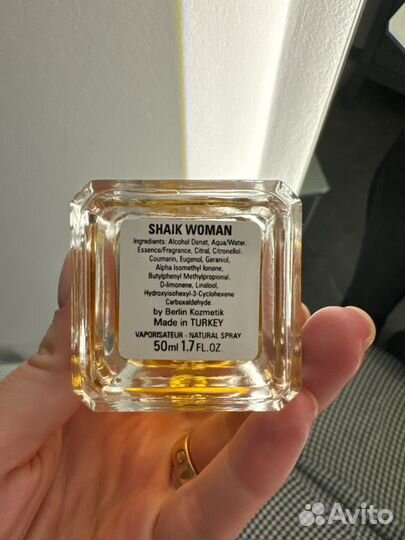 SHAIK WOMAN
Ingredients: Alcohol Denat, Aqua/Water,
Essence/Fragrance, Citral, Citronellol
Coumarin, Eugenol, Geraniol,
Alpha Isomethyl Ionone,
Butylphenyl Methylpropional,
D-limonene, Linalool,
Hydroxyisohexyl-3-Cyclohexene
Carboxaldehyde
by Berlin Kozmetik
Made in TURKEY
VAPORISATEUR - NATURAL SPRAY
50ml 1.7 FL.OZ.
Avito